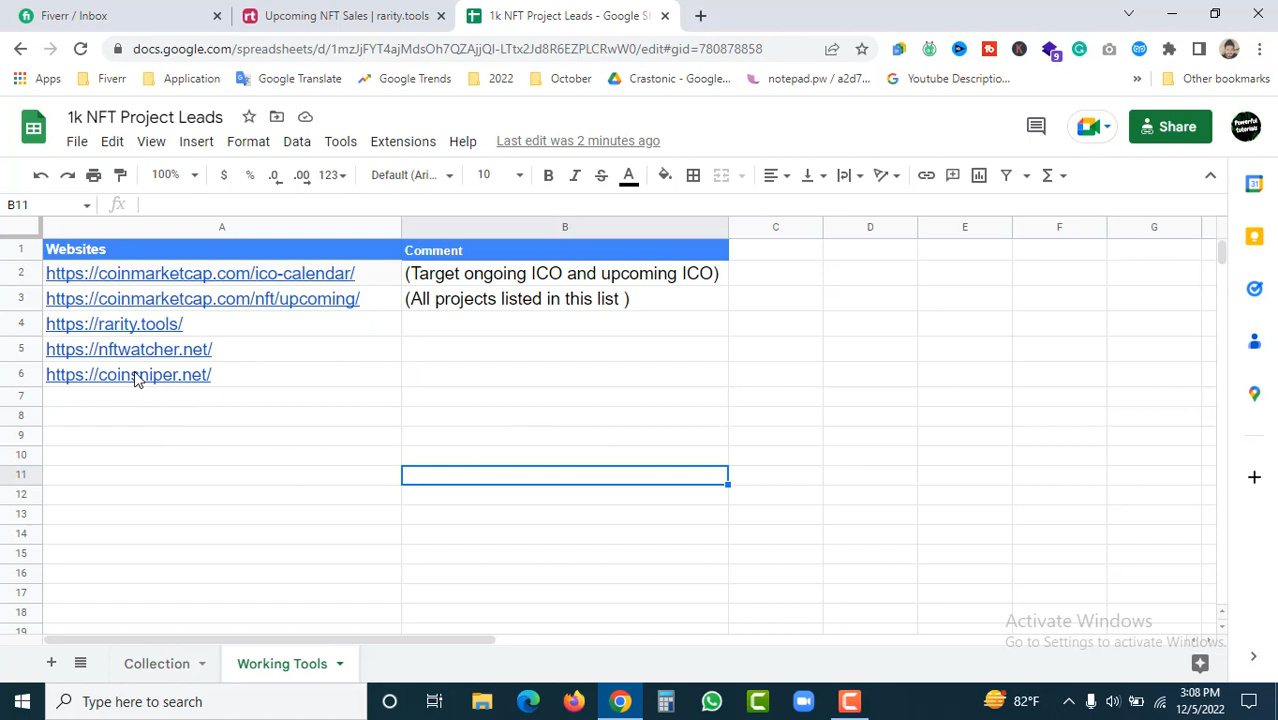 Fiverr / Inbox
Upcoming NFT Sales | rarity.tools
1k NFT Project Leads - Google Sh
docs.google.com/spreadsheets/d/1mzJjFYT4ajMdsOh7QZAjjQI-LTtx2Jd8R6EZPLCRwW0/edit#gid=780878858
9
Apps
Fiverr
Application
Google Translate
Google Trends
2022
October
Crastonic - Google...
notepad.pw / a2d7...
Youtube Descriptio...
»
Other bookmarks
1k NFT Project Leads
File Edit View Insert Format Data Tools Extensions Help Last edit was 2 minutes ago
Share
100% $ % .0 .00 123 Default (Ari... 10 B I S A
B11 fx
A B C D E F G
1 Websites Comment
2 https://coinmarketcap.com/ico-calendar/ (Target ongoing ICO and upcoming ICO)
3 https://coinmarketcap.com/nft/upcoming/ (All projects listed in this list )
4 https://rarity.tools/
5 https://nftwatcher.net/
6 https://coinsniper.net/
7
8
9
10
11
12
13
14
15
16
17
18
19
Activate Windows
Go to Settings to activate Windows.
Collection
Working Tools
Type here to search
82°F
3:08 PM
12/5/2022